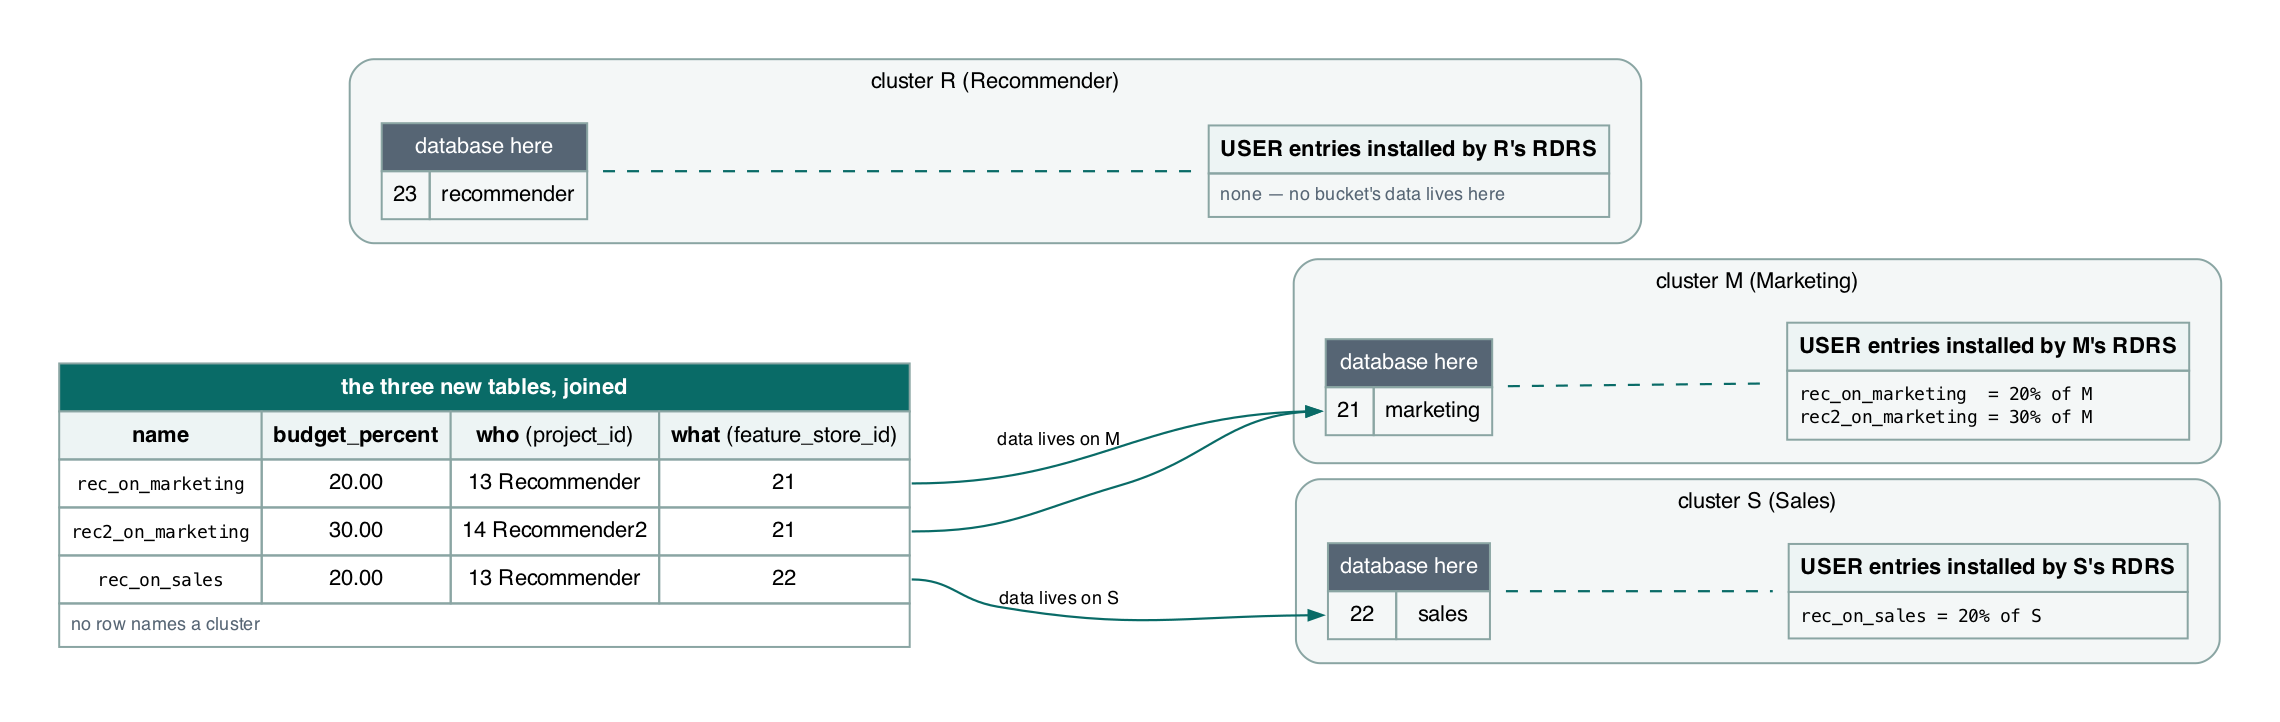 cluster R (Recommender)
database here
23 recommender
USER entries installed by R's RDRS
none — no bucket's data lives here
cluster M (Marketing)
database here
21 marketing
USER entries installed by M's RDRS
rec_on_marketing  = 20% of M
rec2_on_marketing = 30% of M
the three new tables, joined
name budget_percent who (project_id) what (feature_store_id)
rec_on_marketing 20.00 13 Recommender 21
rec2_on_marketing 30.00 14 Recommender2 21
rec_on_sales 20.00 13 Recommender 22
no row names a cluster
data lives on M
data lives on S
cluster S (Sales)
database here
22 sales
USER entries installed by S's RDRS
rec_on_sales = 20% of S